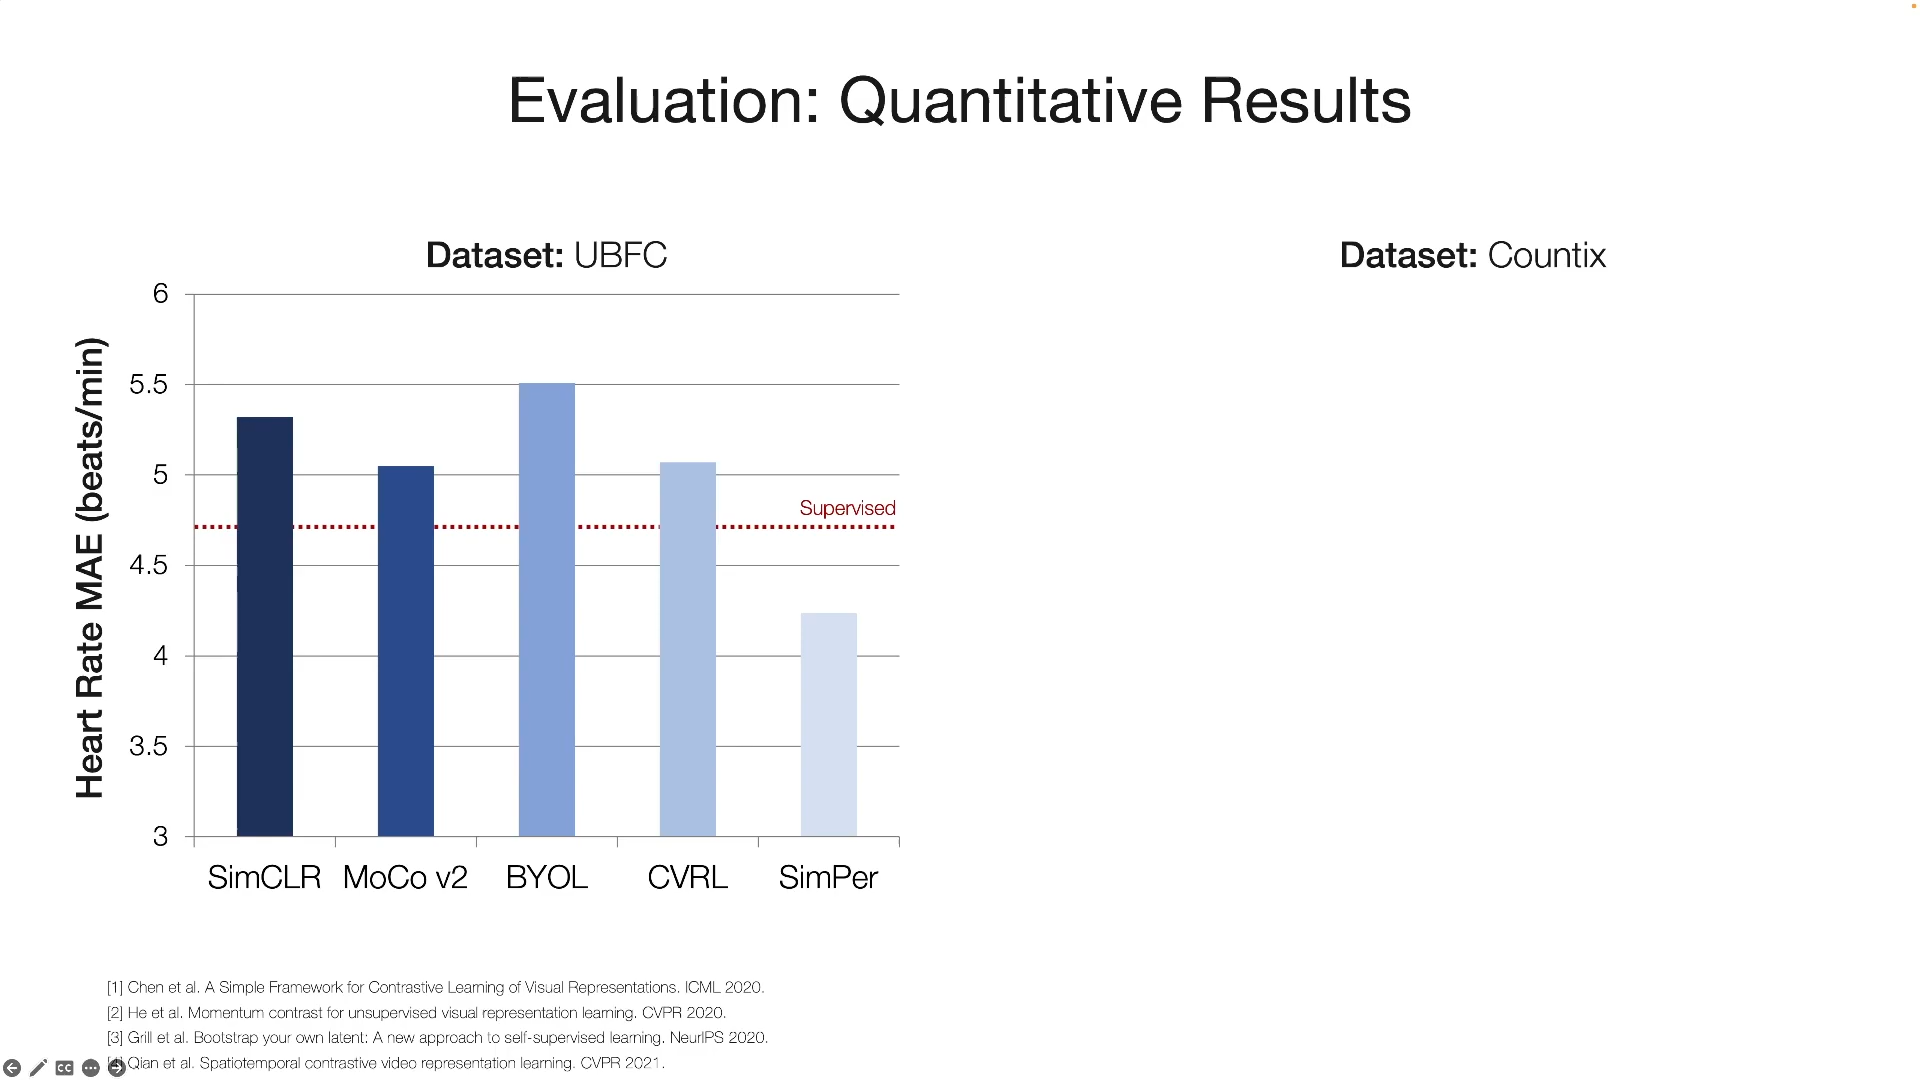 Evaluation: Quantitative Results
Dataset: UBFC
Dataset: Countix
Heart Rate MAE (beats/min)
6
5.5
5
4.5
4
3.5
3
Supervised
SimCLR MoCo v2 BYOL CVRL SimPer
[1] Chen et al. A Simple Framework for Contrastive Learning of Visual Representations. ICML 2020.
[2] He et al. Momentum contrast for unsupervised visual representation learning. CVPR 2020.
[3] Grill et al. Bootstrap your own latent: A new approach to self-supervised learning. NeurIPS 2020.
Qian et al. Spatiotemporal contrastive video representation learning. CVPR 2021.
CC